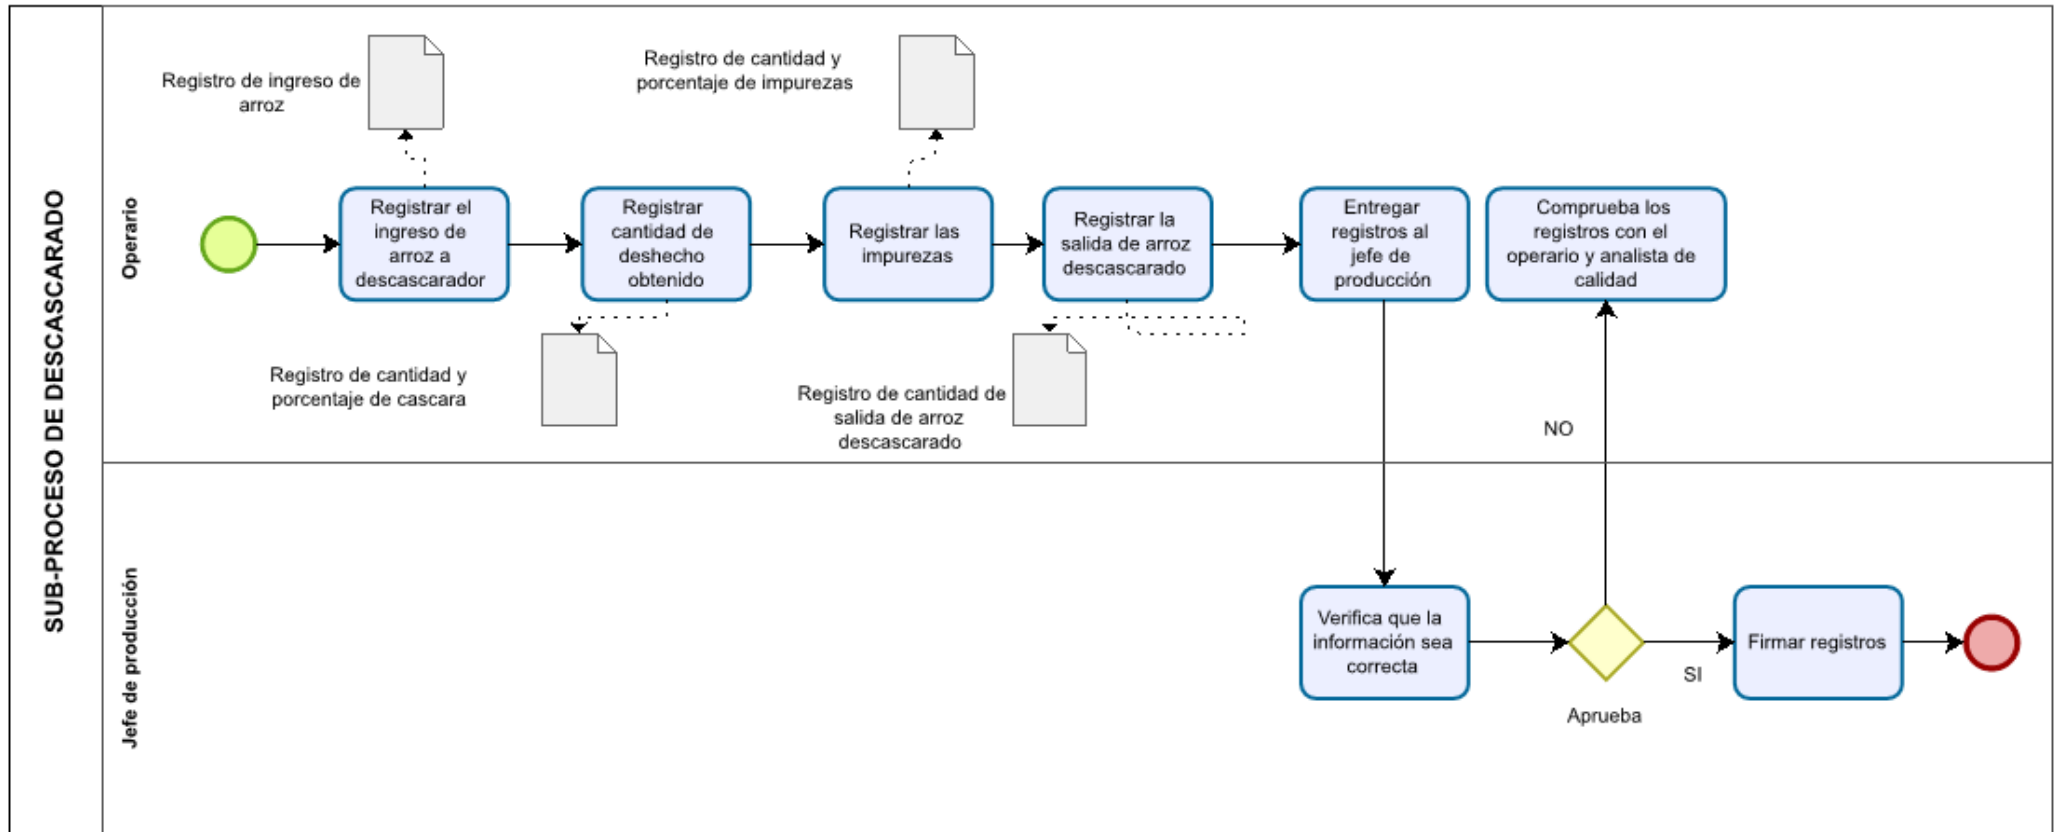 SUB-PROCESO DE DESCASCARADO
Operario
Registro de ingreso de
arroz
Registro de cantidad y
porcentaje de impurezas
Registrar el
ingreso de
arroz a
descascarador
Registrar
cantidad de
deshecho
obtenido
Registrar las
impurezas
Registrar la
salida de arroz
descascarado
Entregar
registros al
jefe de
producción
Comprueba los
registros con el
operario y analista de
calidad
Registro de cantidad y
porcentaje de cascara
Registro de cantidad de
salida de arroz
descascarado
NO
Jefe de producción
Verifica que la
información sea
correcta
Aprueba
SI
Firmar registros